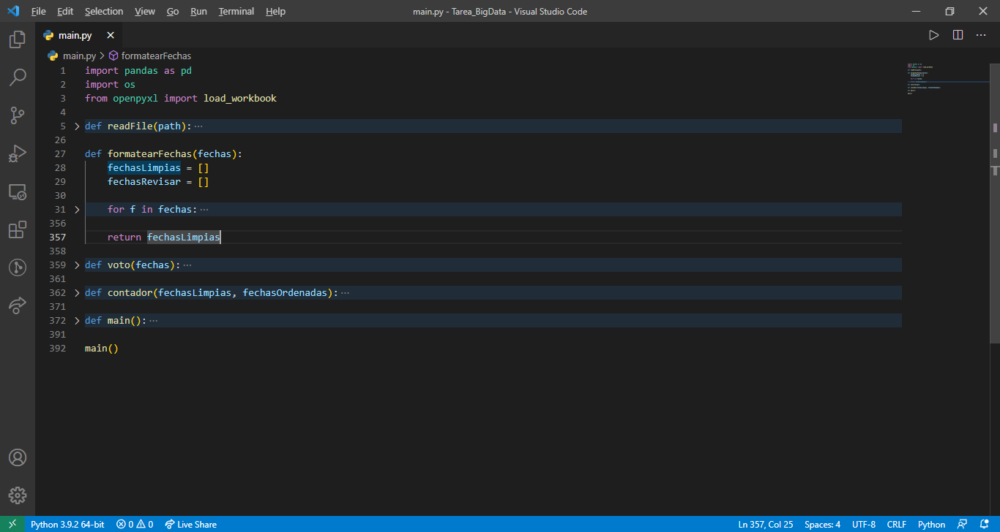 File Edit Selection View Go Run Terminal Help main.py - Tarea_BigData - Visual Studio Code
main.py
main.py > formatearFechas
1 import pandas as pd
2 import os
3 from openpyxl import load_workbook
4
5 def readFile(path):···
26
27 def formatearFechas(fechas):
28 fechasLimpias = []
29 fechasRevisar = []
30
31 for f in fechas:···
356
357 return fechasLimpias
358
359 def voto(fechas):···
361
362 def contador(fechasLimpias, fechasOrdenadas):···
371
372 def main():···
391
392 main()
Python 3.9.2 64-bit 0 0 Live Share Ln 357, Col 25 Spaces: 4 UTF-8 CRLF Python